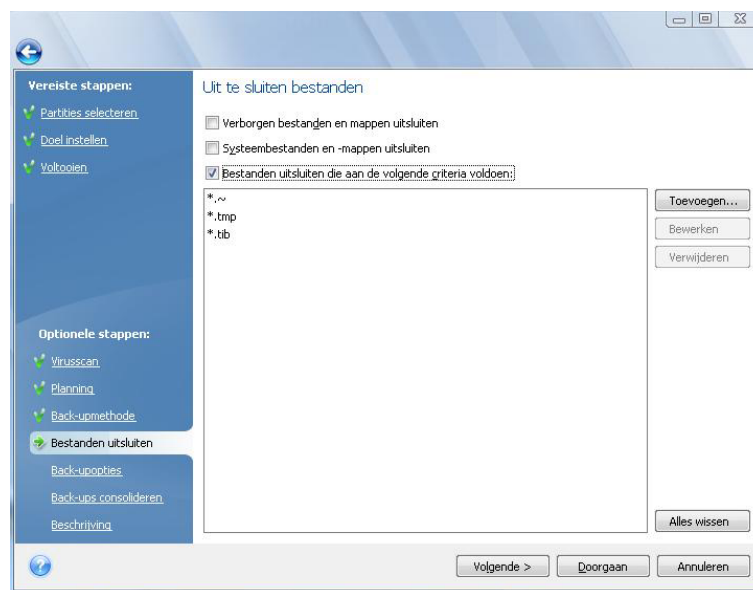 Vereiste stappen:
Partities selecteren
Doel instellen
Voltooien
Optionele stappen:
Virusscan
Planning
Back-upmethode
Bestanden uitsluiten
Back-upopties
Back-ups consolideren
Beschrijving
Uit te sluiten bestanden
Verborgen bestanden en mappen uitsluiten
Systeembestanden en -mappen uitsluiten
Bestanden uitsluiten die aan de volgende criteria voldoen:
*.~
*.tmp
*.tib
Toevoegen...
Bewerken
Verwijderen
Alles wissen
Volgende >
Doorgaan
Annuleren